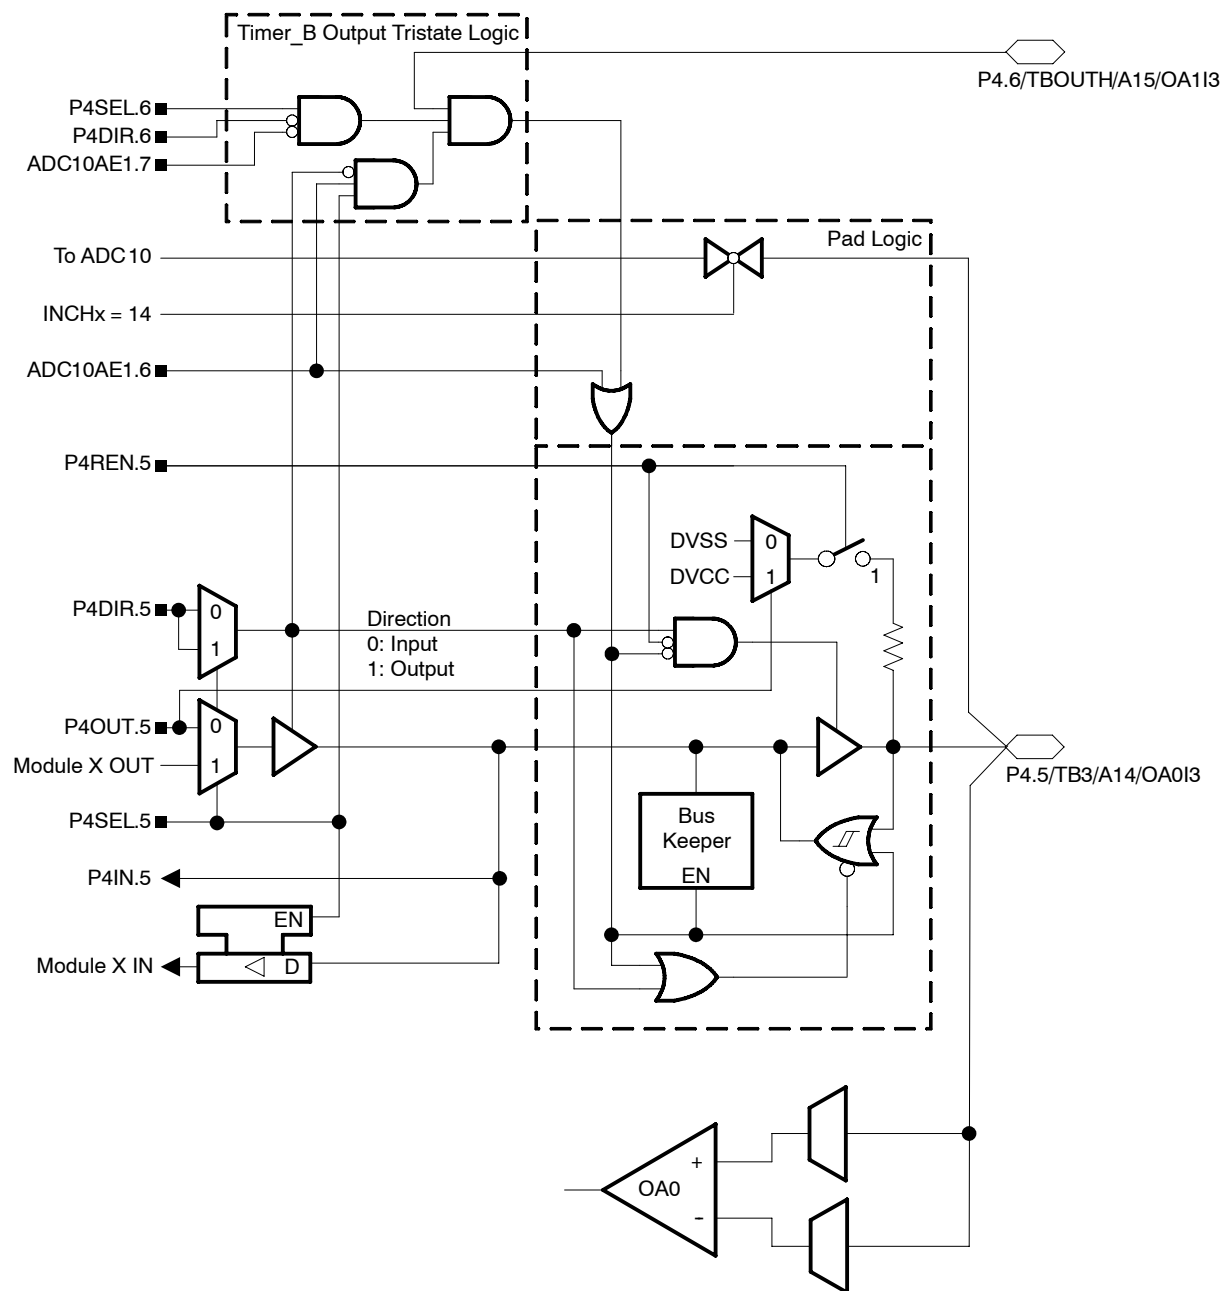 Timer_B Output Tristate Logic
P4.6/TBOUTH/A15/OA1I3
P4SEL.6
P4DIR.6
ADC10AE1.7
Pad Logic
To ADC10
INCHx = 14
ADC10AE1.6
P4REN.5
DVSS
0
DVCC
1
1
P4DIR.5
0
1
Direction
0: Input
1: Output
P4OUT.5
0
Module X OUT
1
P4.5/TB3/A14/OA0I3
P4SEL.5
Bus
Keeper
EN
P4IN.5
EN
Module X IN
D
+
OA0
-